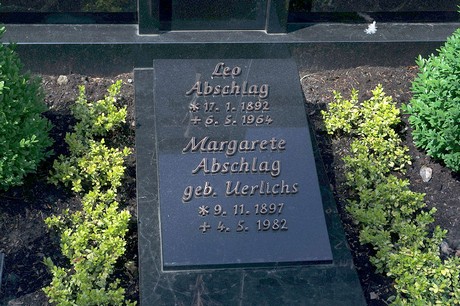 Leo
Abschlag
* 17. 1. 1892
+ 6. 5. 1964
Margarete
Abschlag
geb. Uerlichs
* 9. 11. 1897
+ 4. 5. 1982